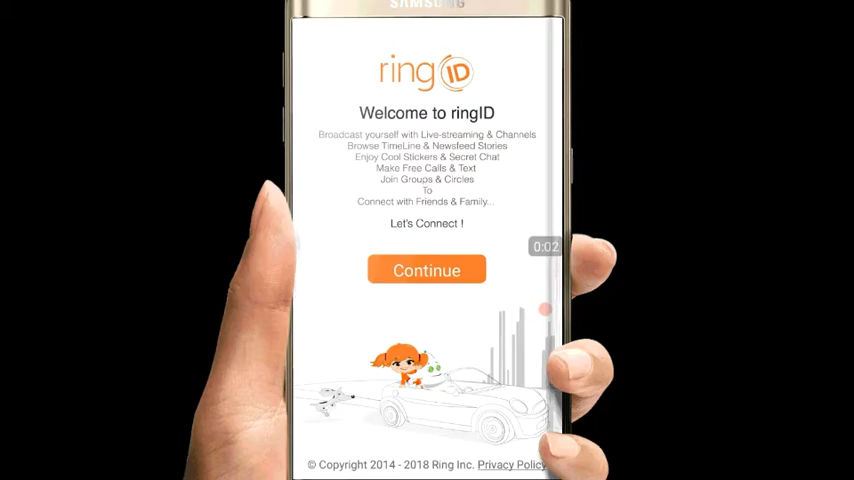 SAMSUNG
ring ID
Welcome to ringID
Broadcast yourself with Live-streaming & Channels
Browse TimeLine & Newsfeed Stories
Enjoy Cool Stickers & Secret Chat
Make Free Calls & Text
Join Groups & Circles
To
Connect with Friends & Family...
Let's Connect !
0:02
Continue
© Copyright 2014 - 2018 Ring Inc. Privacy Policy